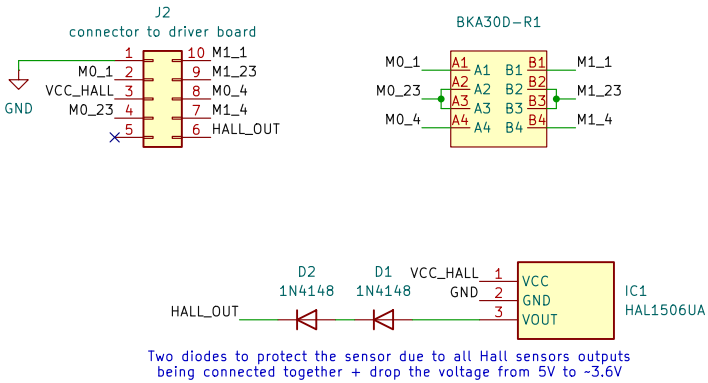 J2
connector to driver board
1 10 M1_1
M0_1 2 9 M1_23
VCC_HALL 3 8 M0_4
M0_23 4 7 M1_4
5 6 HALL_OUT
GND
BKA30D-R1
M0_1 A1 A1 B1 B1 M1_1
A2 A2 B2 B2
M0_23 M1_23
A3 A3 B3 B3
M0_4 A4 A4 B4 B4 M1_4
D2
1N4148
D1
1N4148
HALL_OUT
VCC_HALL 1 VCC
GND 2 GND
3 VOUT
IC1
HAL1506UA
Two diodes to protect the sensor due to all Hall sensors outputs
being connected together + drop the voltage from 5V to ~3.6V